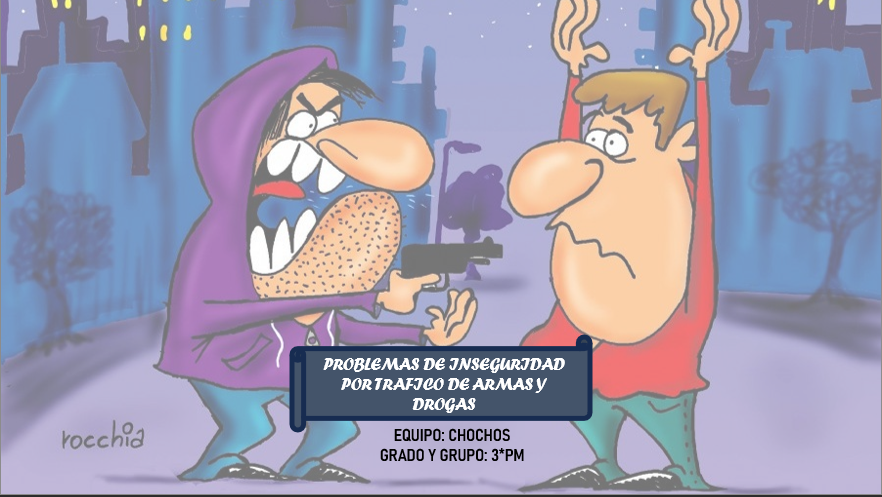 PROBLEMAS DE INSEGURIDAD
POR TRAFICO DE ARMAS Y
DROGAS
EQUIPO: CHOCHOS
GRADO Y GRUPO: 3*PM
rocchia